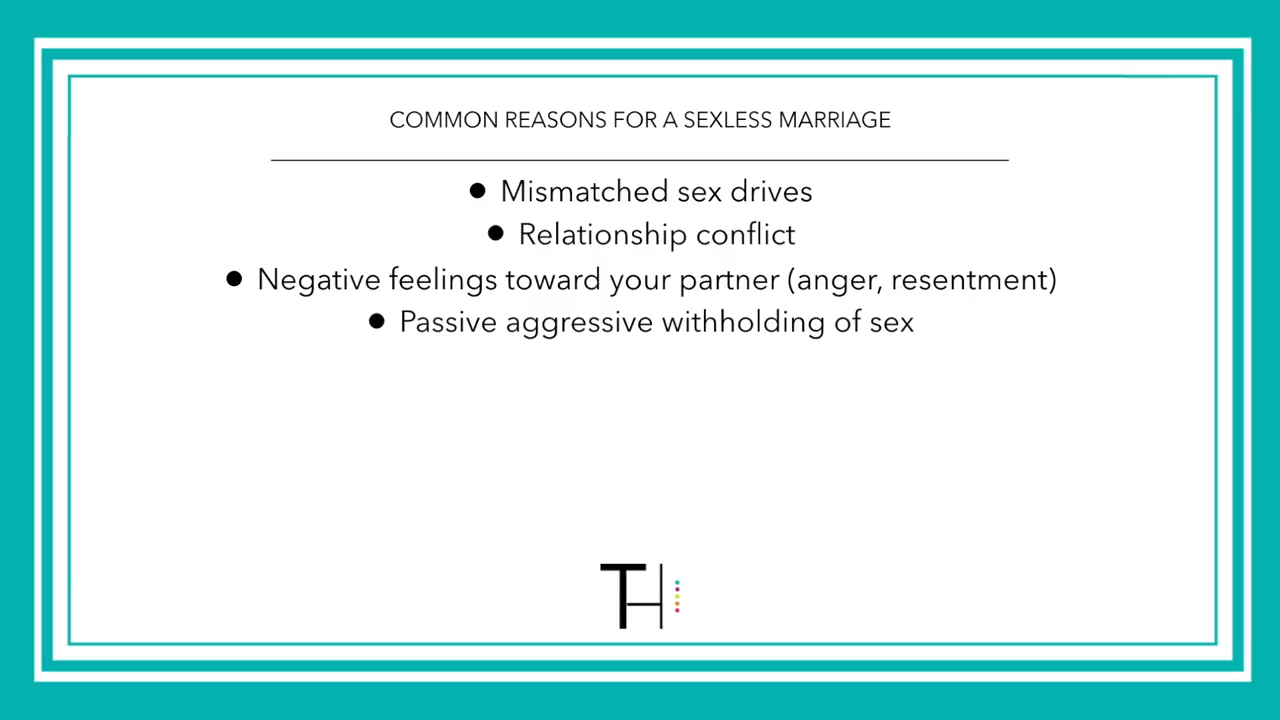 COMMON REASONS FOR A SEXLESS MARRIAGE
● Mismatched sex drives
● Relationship conflict
● Negative feelings toward your partner (anger, resentment)
● Passive aggressive withholding of sex
TH